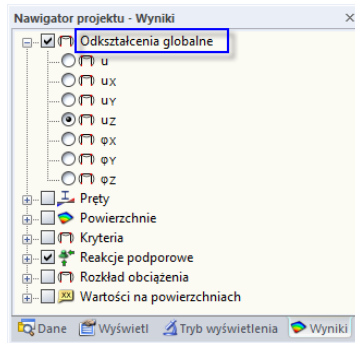 Nawigator projektu - Wyniki
Odkształcenia globalne
u
uX
uY
uZ
φX
φY
φZ
Pręty
Powierzchnie
Kryteria
Reakcje podporowe
Rozkład obciążenia
Wartości na powierzchniach
Dane Wyświetl Tryb wyświetlenia Wyniki